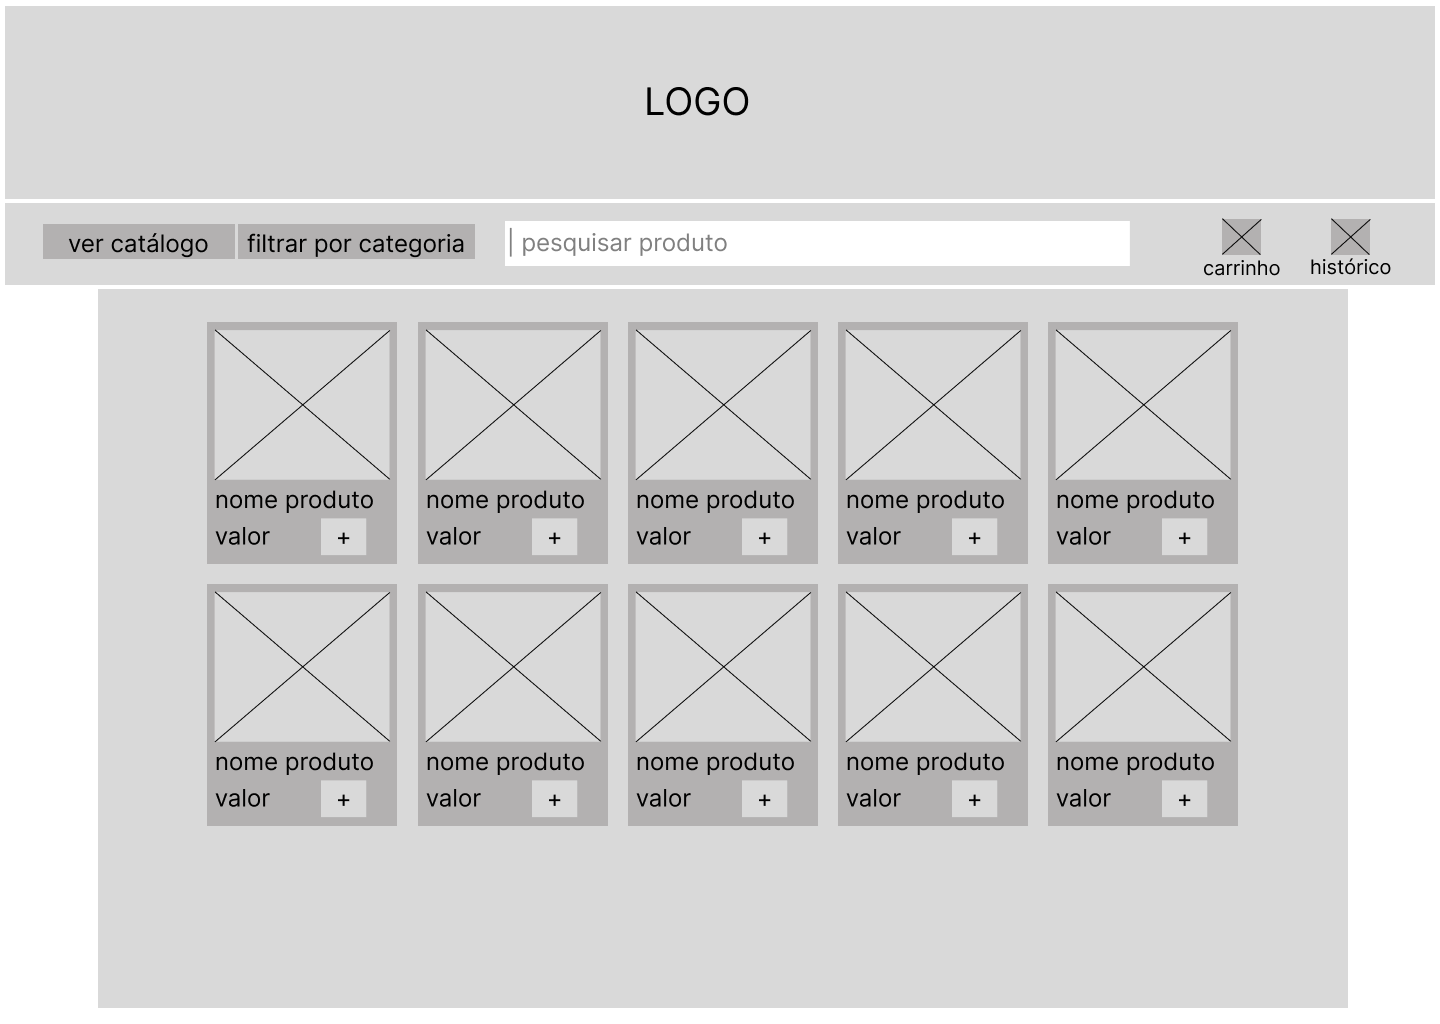 LOGO
ver catálogo filtrar por categoria pesquisar produto carrinho histórico
nome produto nome produto nome produto nome produto nome produto
valor + valor + valor + valor + valor +
nome produto nome produto nome produto nome produto nome produto
valor + valor + valor + valor + valor +